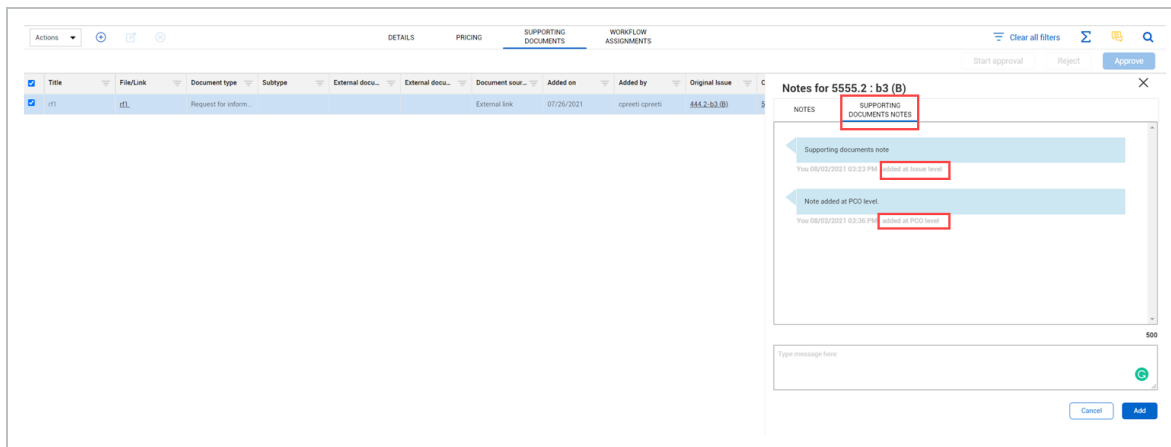 Actions
DETAILS
PRICING
SUPPORTING
DOCUMENTS
WORKFLOW
ASSIGNMENTS
Clear all filters
Start approval
Reject
Approve
Title
File/Link
Document type
Subtype
External docu...
External docu...
Document sour...
Added on
Added by
Original Issue
C
rf1
rf1
Request for inform...
External link
07/26/2021
cpreeti cpreeti
444.2-b3 (B)
5
Notes for 5555.2 : b3 (B)
NOTES
SUPPORTING
DOCUMENTS NOTES
Supporting documents note
You 08/02/2021 03:23 PM added at Issue level
Note added at PCO level.
You 08/02/2021 03:36 PM added at PCO level
500
Type message here
Cancel
Add